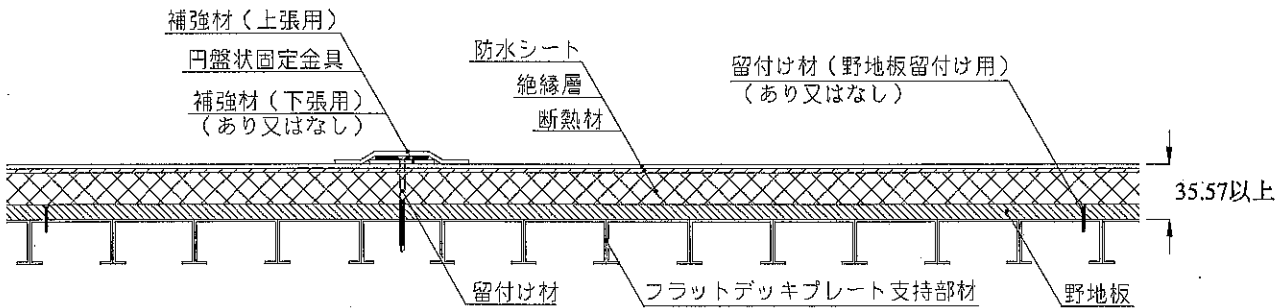 補強材（上張用）
円盤状固定金具
補強材（下張用）
（あり又はなし）
防水シート
絶縁層
断熱材
留付け材（野地板留付け用）
（あり又はなし）
35.57以上
留付け材
フラットデッキプレート支持部材
野地板